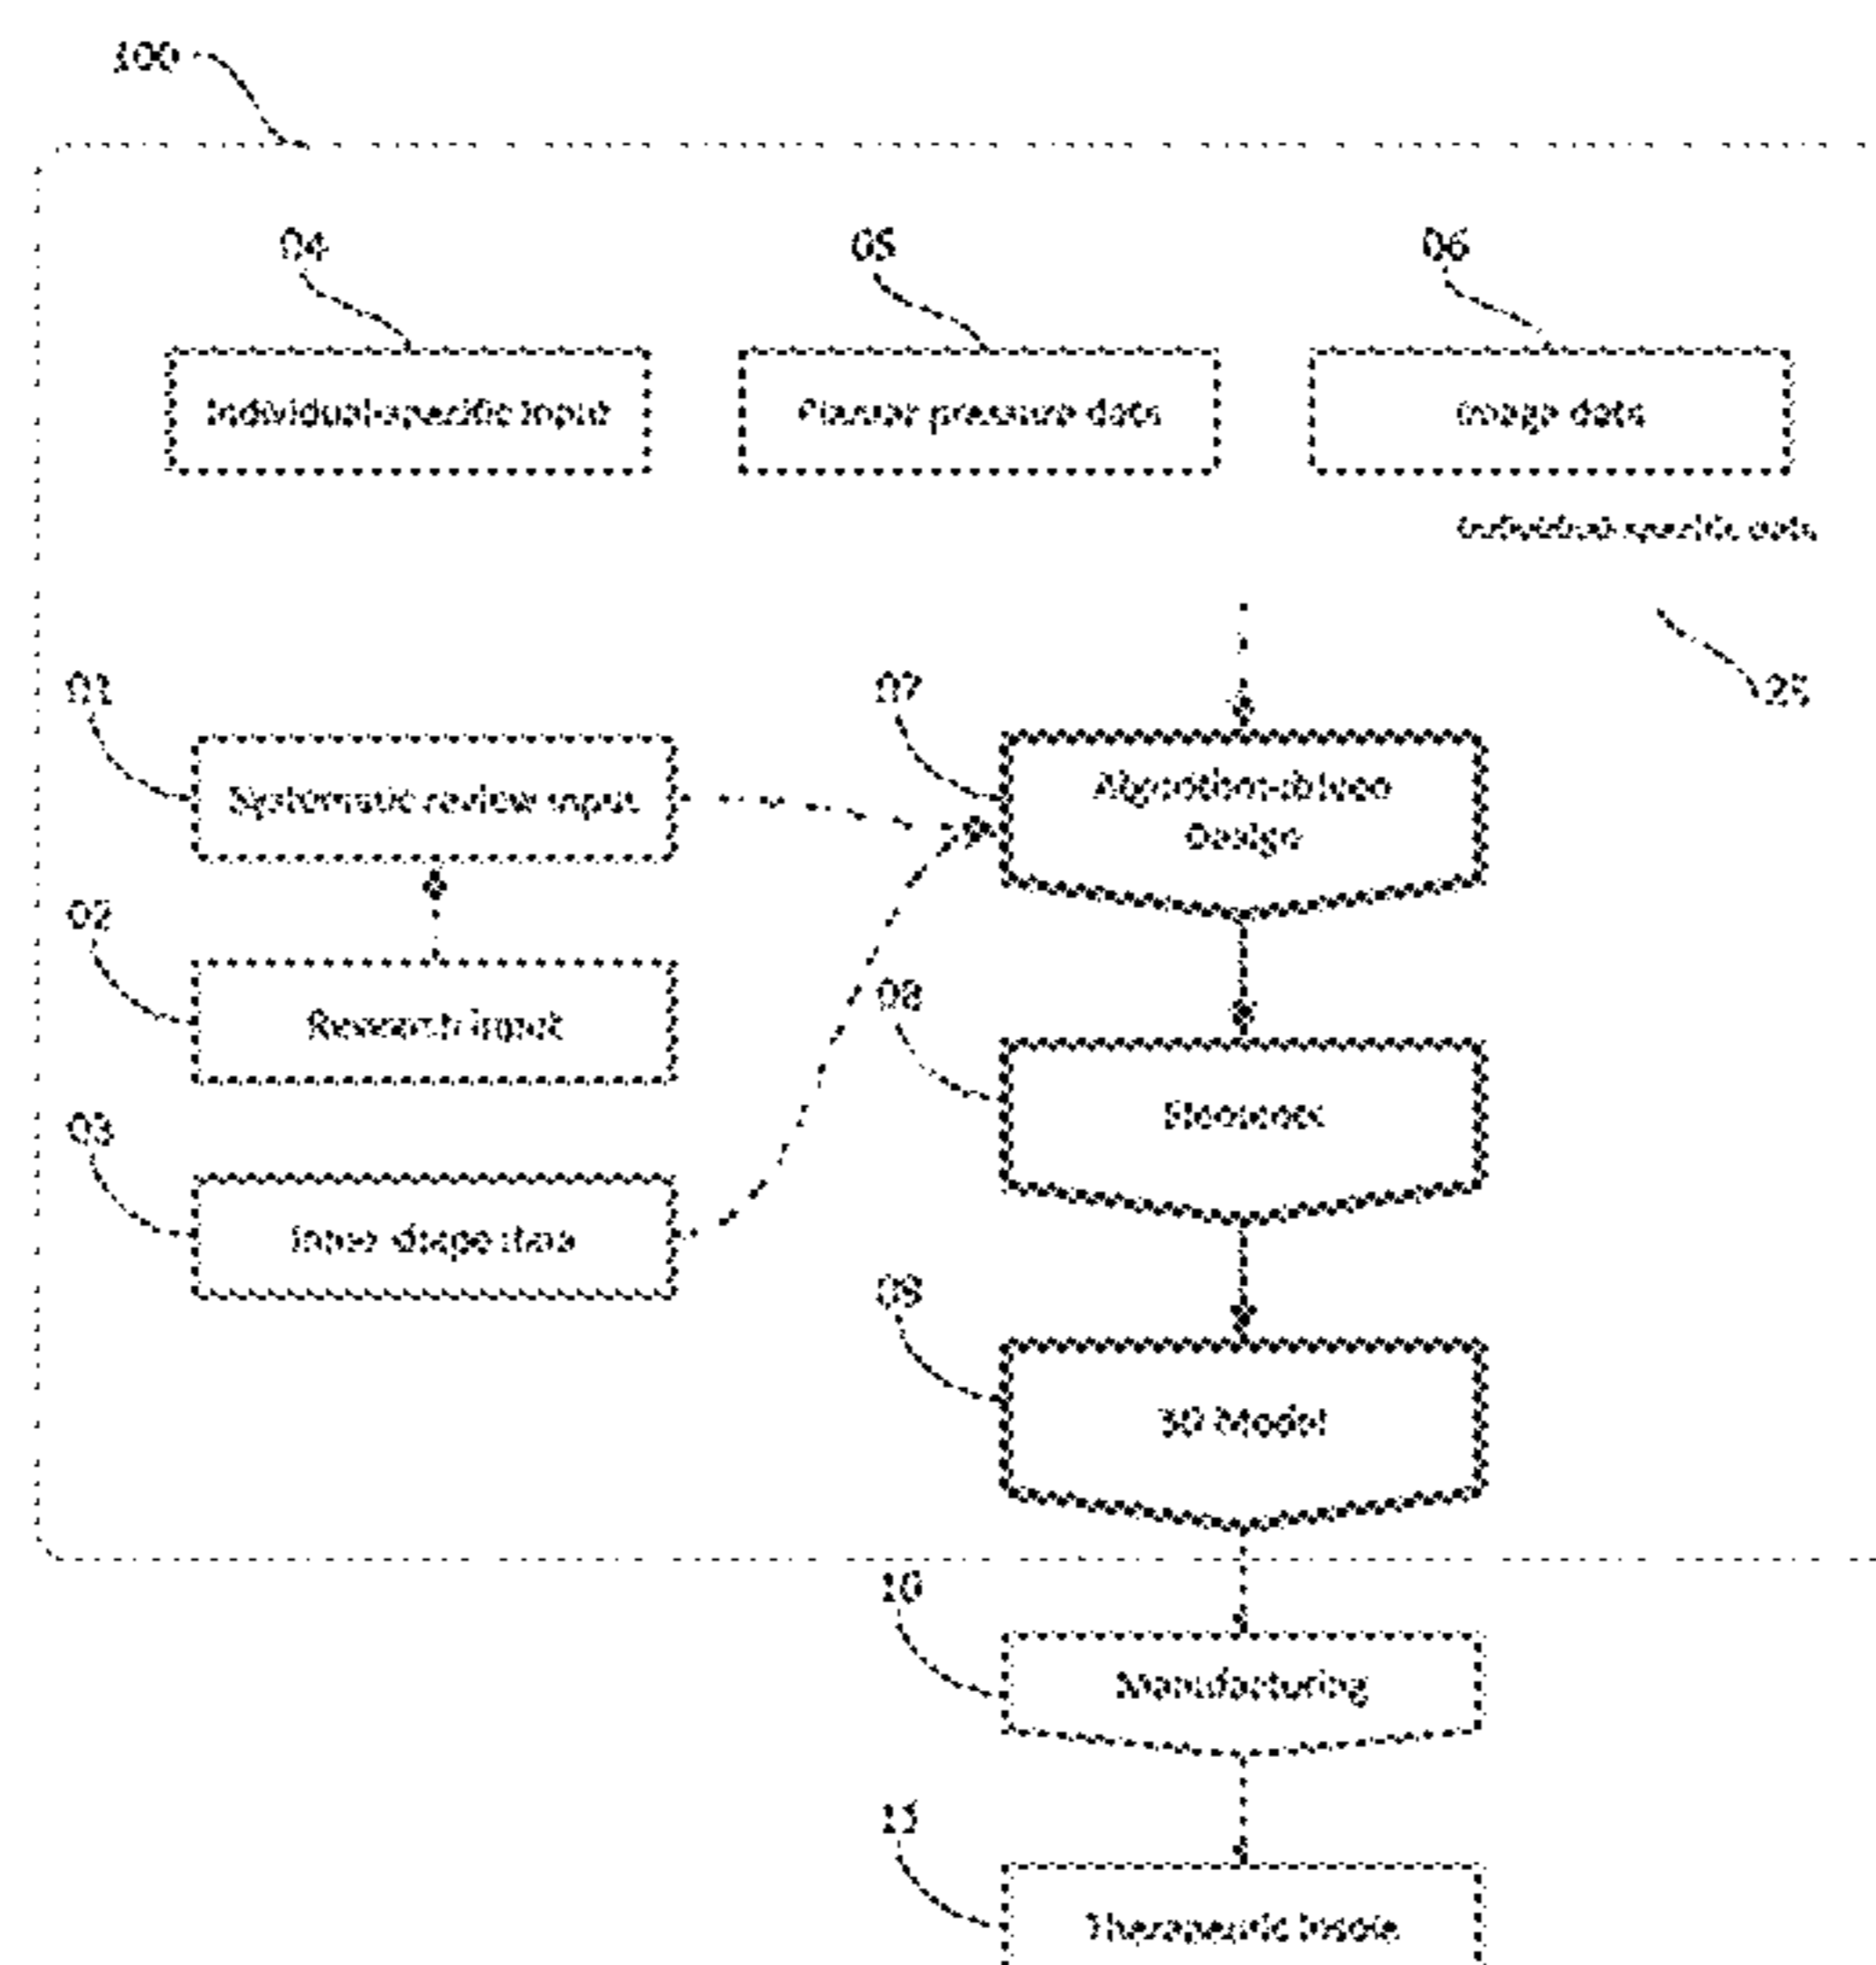 100
04
05
06
Individual-specific input
Plantar pressure data
Image data
Individual-specific data
01
07
25
Systematic review input
Algorithm-driven
Design
02
Research input
08
Elements
03
Inner shape data
09
3D Model
10
Manufacturing
Therapeutic Insole